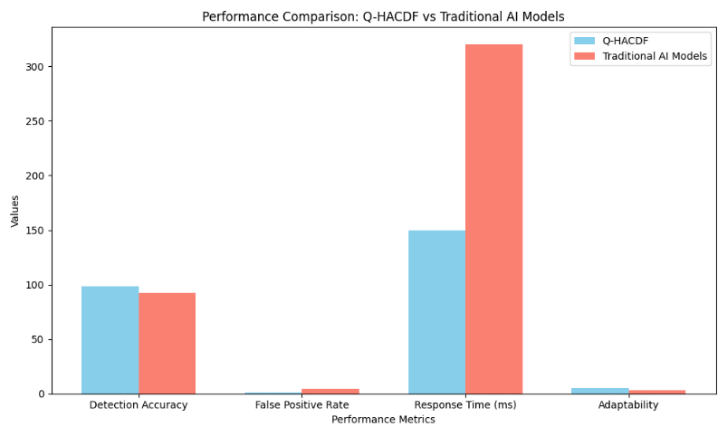 Performance Comparison: Q-HACDF vs Traditional AI Models
Q-HACDF
Traditional AI Models
300
250
200
150
100
50
0
Values
Detection Accuracy
False Positive Rate
Response Time (ms)
Adaptability
Performance Metrics